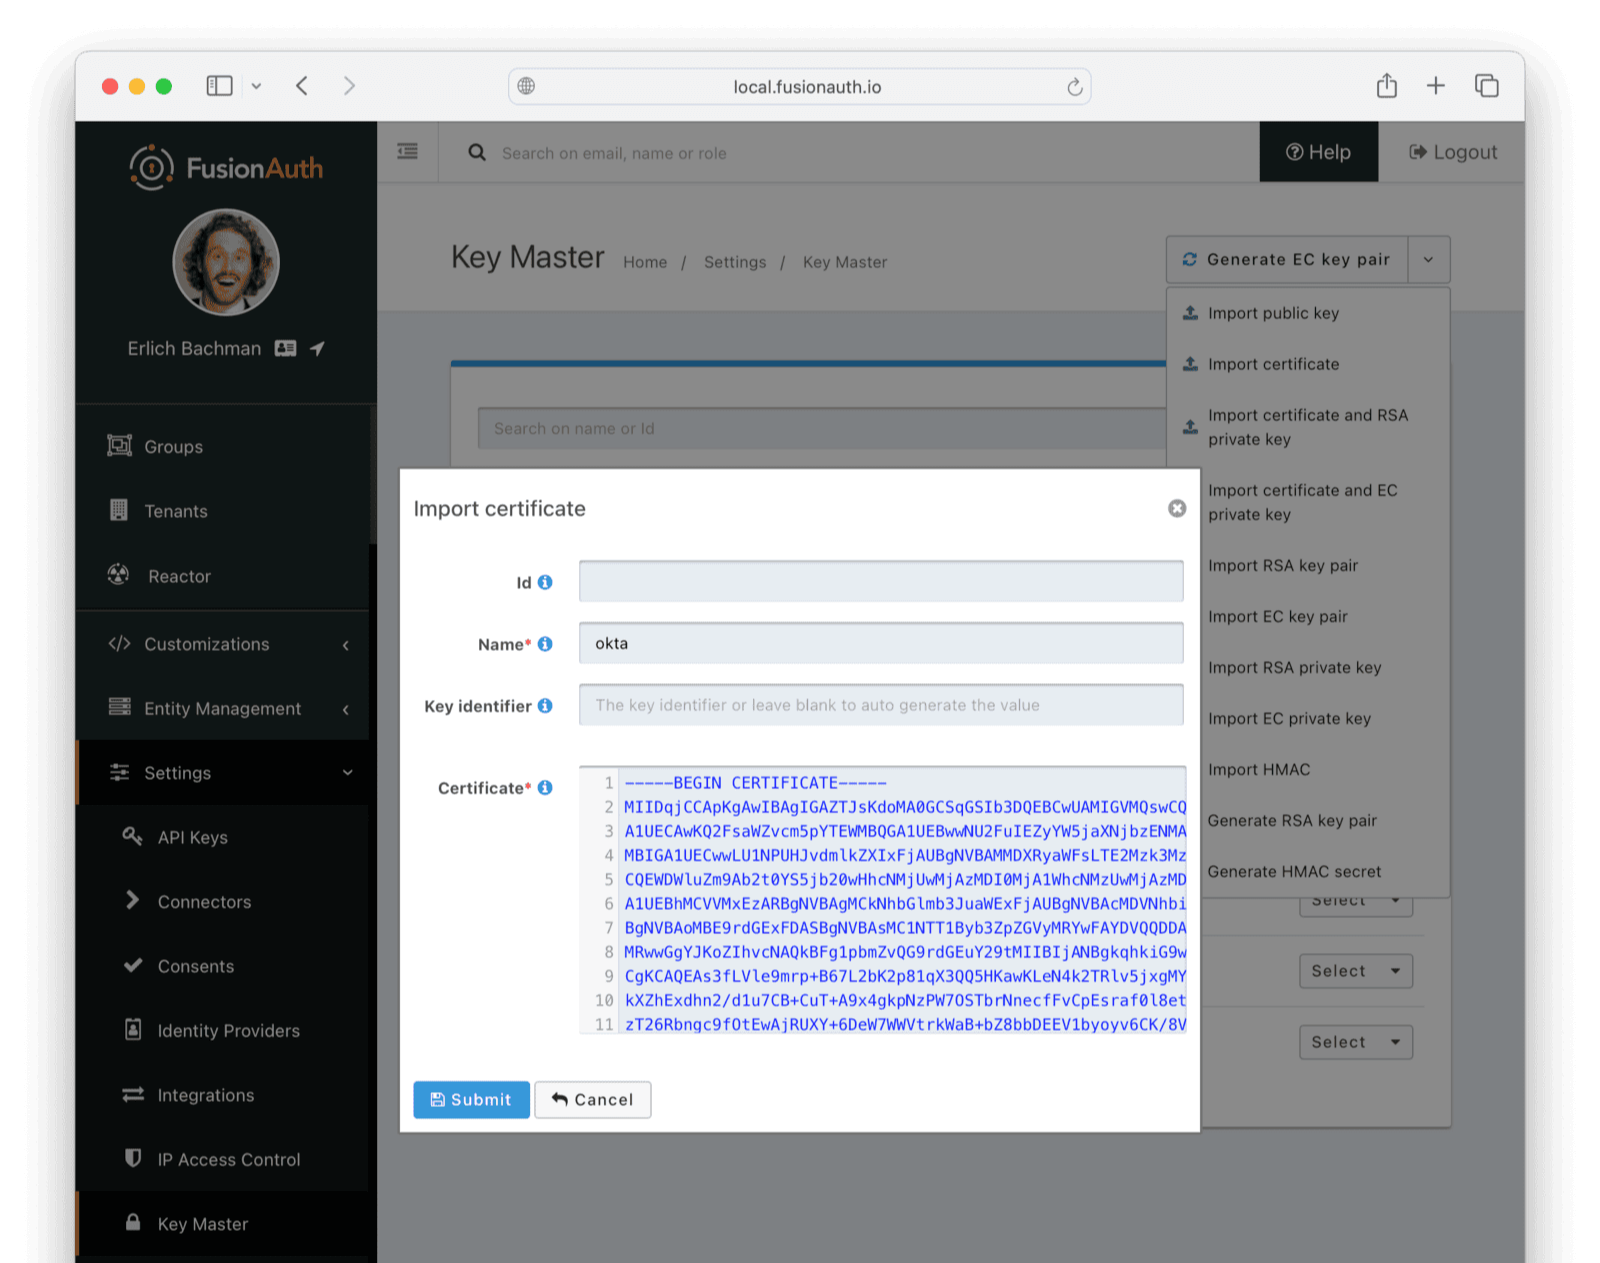 local.fusionauth.io
FusionAuth
Search on email, name or role
Help
Logout
Erlich Bachman
Key Master
Home / Settings / Key Master
Generate EC key pair
Import public key
Import certificate
Import certificate and RSA
private key
Import certificate and EC
private key
Import RSA key pair
Import EC key pair
Import RSA private key
Import EC private key
Import HMAC
Generate RSA key pair
Generate HMAC secret
Search on name or Id
Select
Select
Select
Groups
Tenants
Reactor
Customizations
Entity Management
Settings
API Keys
Connectors
Consents
Identity Providers
Integrations
IP Access Control
Key Master
Import certificate
Id
Name*
okta
Key identifier
The key identifier or leave blank to auto generate the value
Certificate*
1 -----BEGIN CERTIFICATE-----
2 MIIDqjCCApKgAwIBAgIGAZTJsKdoMA0GCSqGSIb3DQEBCwUAMIGVMQswCQ
3 A1UECAwKQ2FsaWZvcm5pYTEWMBQGA1UEBwwNU2FuIEZyYW5jaXNjbzENMA
4 MBIGA1UECwwLU1NPUHJvdmlkZXIxFjAUBgNVBAMMDXRyaWFsLTE2Mzk3Mz
5 CQEWDWluZm9Ab2t0YS5jb20wHhcNMjUwMjAzMDI0MjA1WhcNMzUwMjAzMD
6 A1UEBhMCVVMxEzARBgNVBAgMCkNhbGlmb3JuaWExFjAUBgNVBAcMDVNhbi
7 BgNVBAoMBE9rdGExFDASBgNVBAsMC1NTT1Byb3ZpZGVyMRYwFAYDVQQDDA
8 MRwwGgYJKoZIhvcNAQkBFg1pbmZvQG9rdGEuY29tMIIBIjANBgkqhkiG9w
9 CgKCAQEAs3fLVle9mrp+B67L2bK2p81qX3QQ5HKawKLeN4k2TRlv5jxgMY
10 kXZhExdhn2/d1u7CB+CuT+A9x4gkpNzPW7OSTbrNnecfFvCpEsraf0l8et
11 zT26Rbngc9fOtEwAjRUXY+6DeW7WWVtrkWaB+bZ8bbDEEV1byoyv6CK/8V
Submit
Cancel